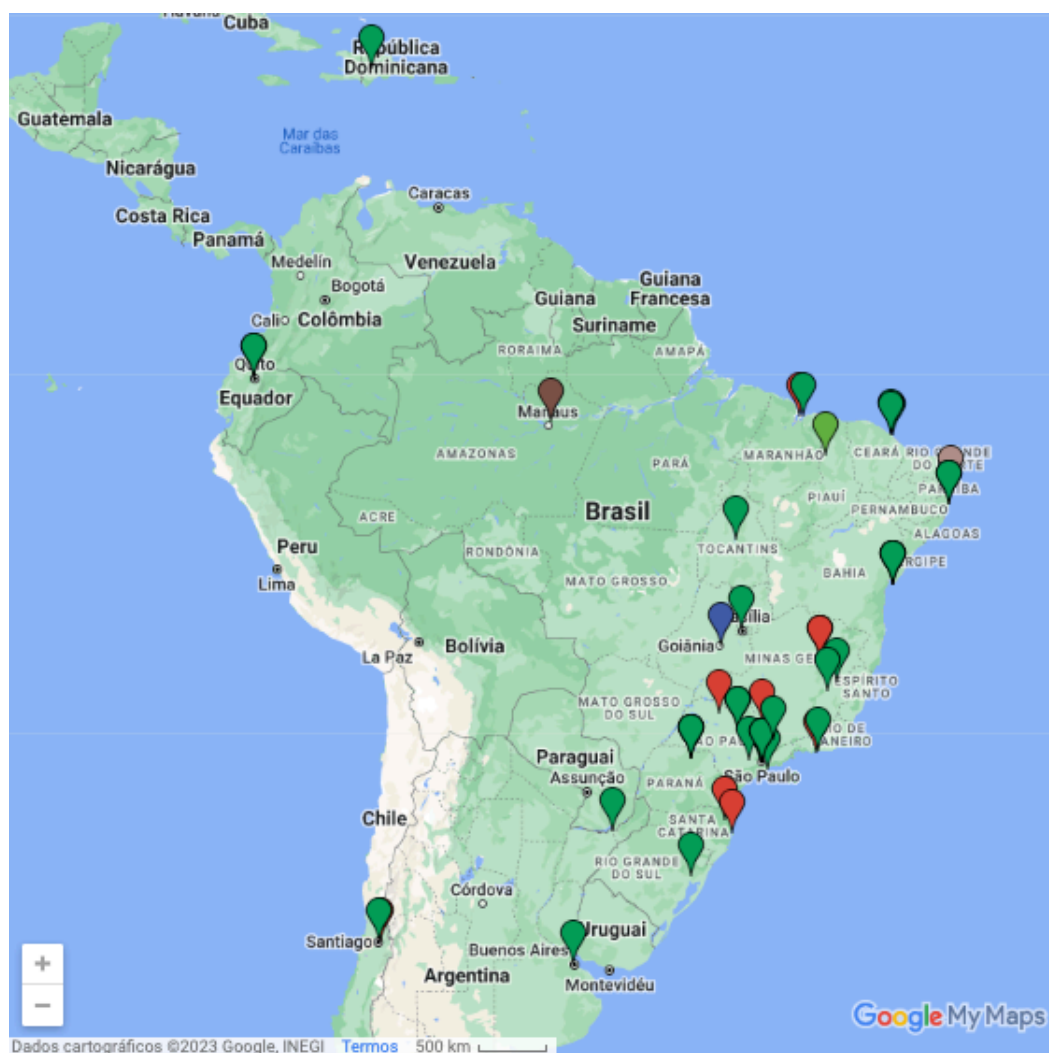 Cuba
República
Dominicana
Guatemala
Mar das
Caraíbas
Nicarágua
Caracas
Costa Rica
Panamá
Medelín
Venezuela
Bogotá
Guiana
Guiana
Francesa
Cali
Colômbia
Suriname
RORAIMA
AMAPÁ
Quito
Equador
Manaus
AMAZONAS
PARÁ
MARANHÃO
CEARÁ
RIO GRANDE
DO NORTE
PARAÍBA
PIAUÍ
PERNAMBUCO
Brasil
ACRE
ALAGOAS
Peru
RONDÔNIA
TOCANTINS
Lima
MATO GROSSO
BAHIA
La Paz
Bolívia
Goiânia
MINAS GE
ESPÍRITO
SANTO
MATO GROSSO
DO SUL
Paraguai
Assunção
PARANÁ
São Paulo
Chile
SANTA
CATARINA
RIO GRANDE
DO SUL
Córdova
Santiago
Buenos Aires
Uruguai
Argentina
Montevidéu
+
−
Google My Maps
Dados cartográficos ©2023 Google, INEGI Termos 500 km